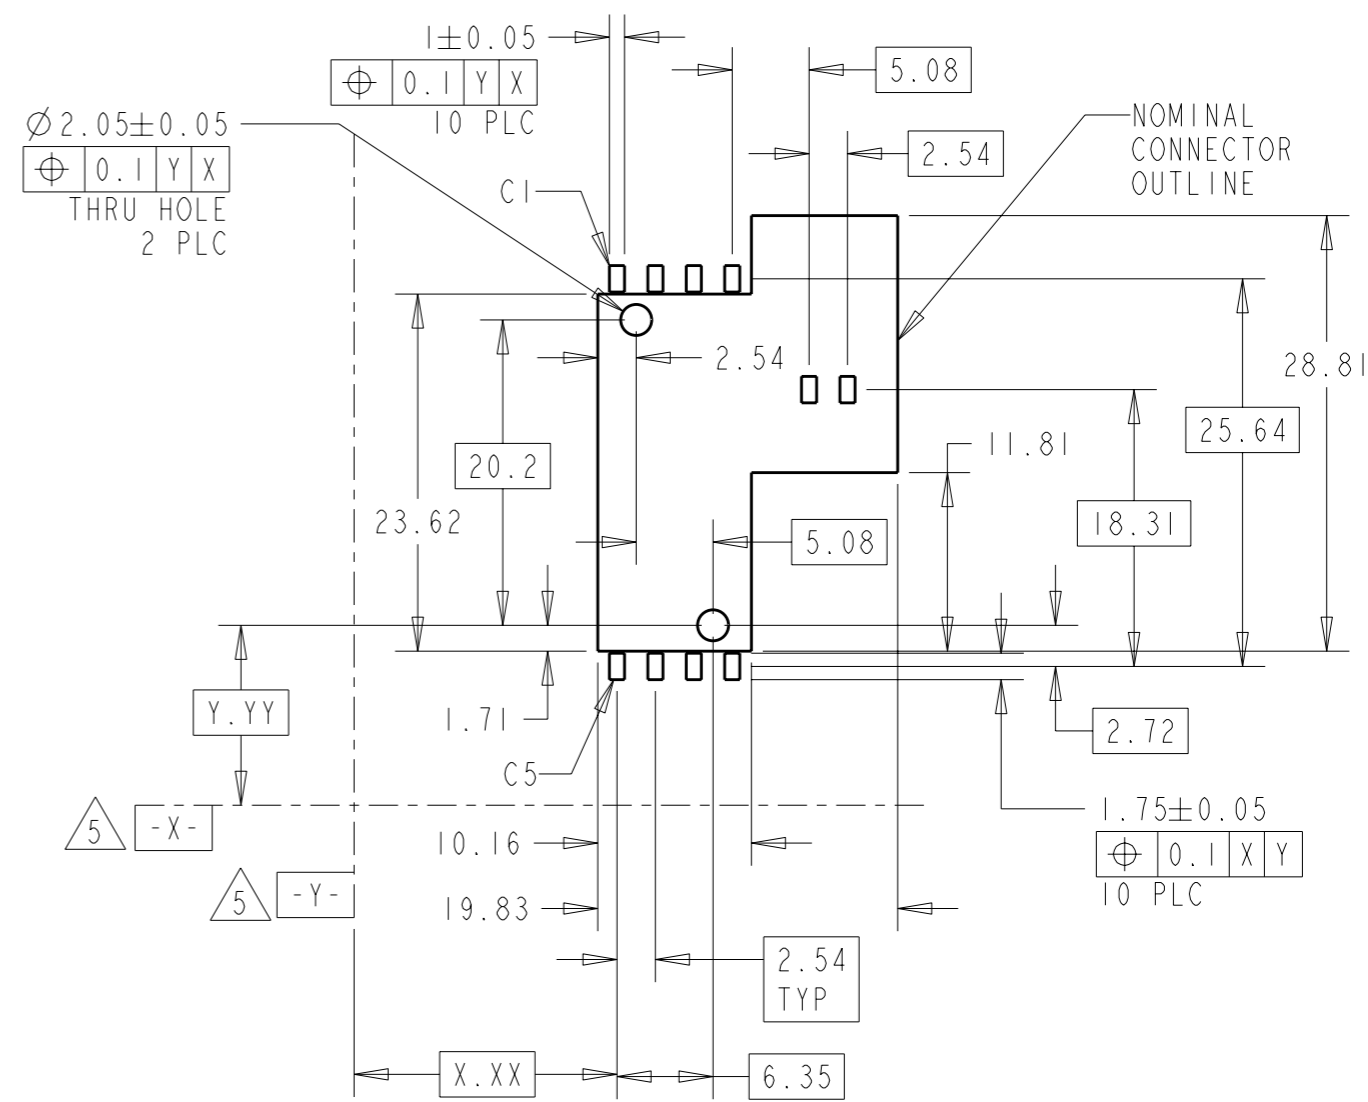 1±0.05
⌖ 0.1 Y X
10 PLC
5.08
Ø2.05±0.05
⌖ 0.1 Y X
THRU HOLE
2 PLC
NOMINAL
CONNECTOR
OUTLINE
2.54
C1
2.54
28.81
25.64
11.81
20.2
23.62
18.31
5.08
Y.YY
1.71
2.72
C5
1.75±0.05
⌖ 0.1 X Y
10 PLC
5
-X-
10.16
5
-Y-
19.83
2.54
TYP
X.XX
6.35